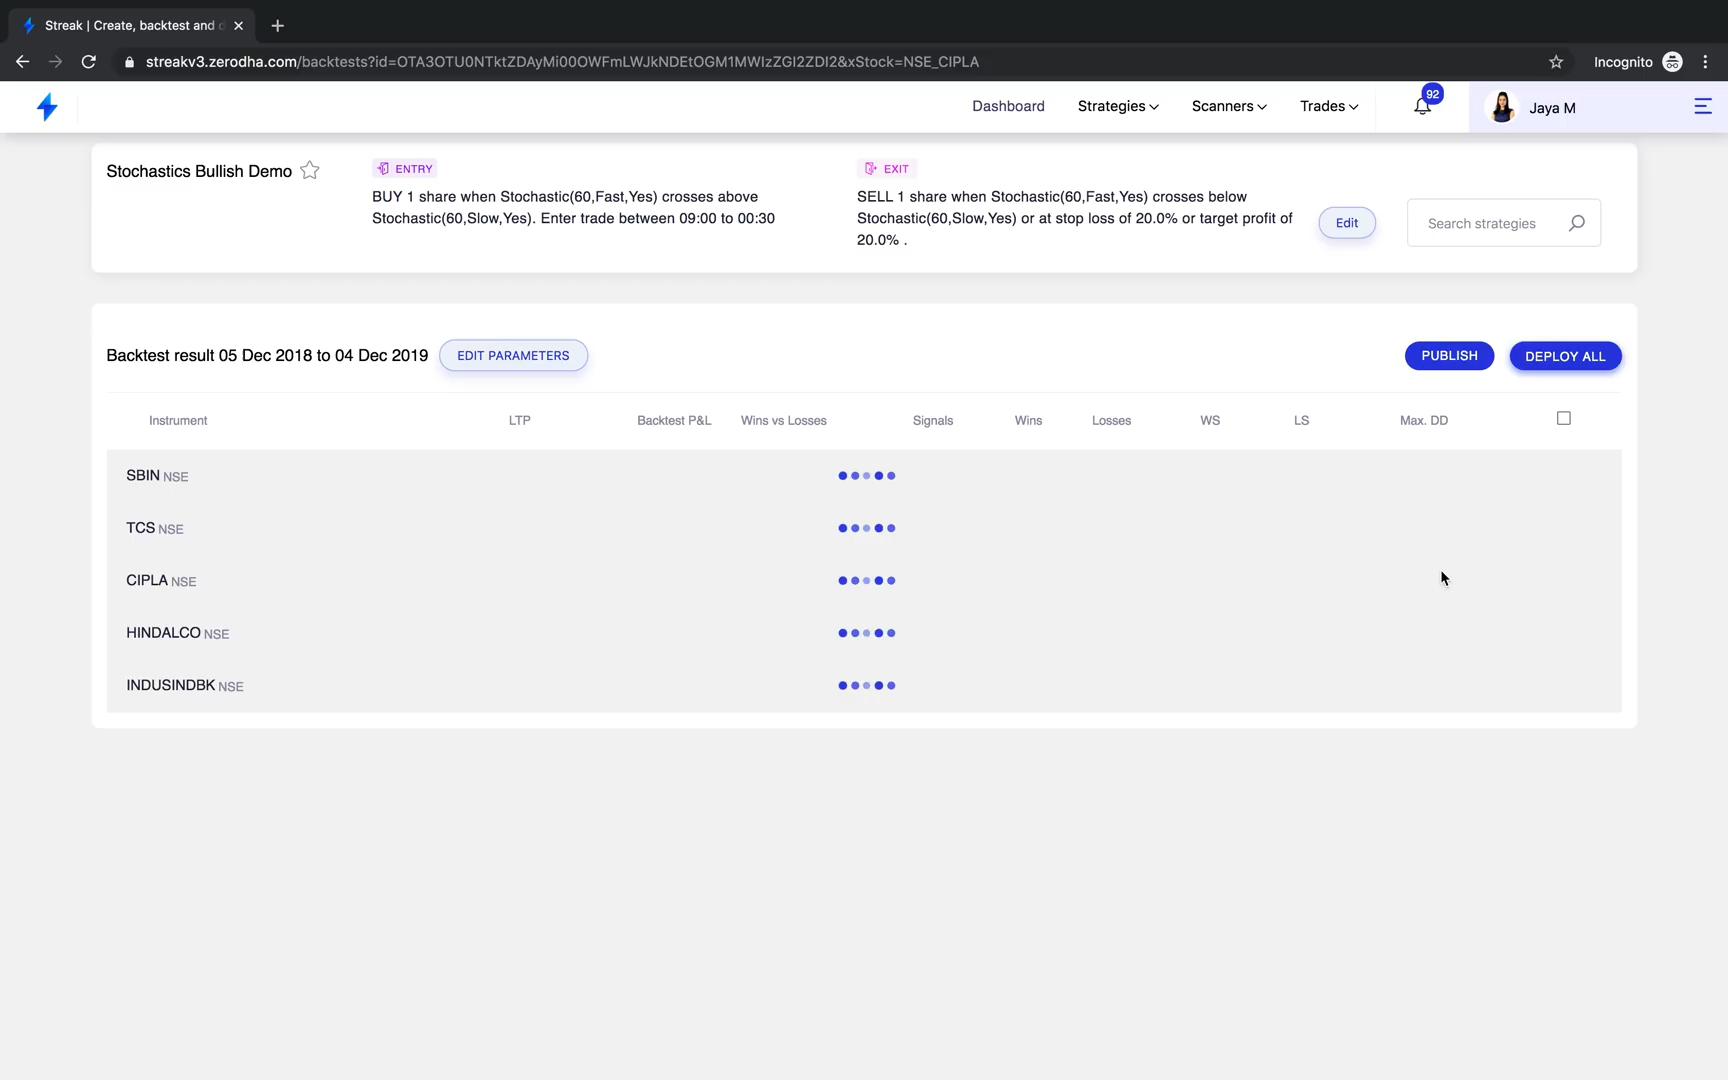 Streak | Create, backtest and d
streakv3.zerodha.com/backtests?id=OTA3OTU0NTktZDAyMi00OWFmLWJkNDEtOGM1MWIzZGI2ZDI2&xStock=NSE_CIPLA
Incognito
Dashboard
Strategies
Scanners
Trades
92
Jaya M
Stochastics Bullish Demo
ENTRY
BUY 1 share when Stochastic(60,Fast,Yes) crosses above
Stochastic(60,Slow,Yes). Enter trade between 09:00 to 00:30
EXIT
SELL 1 share when Stochastic(60,Fast,Yes) crosses below
Stochastic(60,Slow,Yes) or at stop loss of 20.0% or target profit of
20.0% .
Edit
Search strategies
Backtest result 05 Dec 2018 to 04 Dec 2019
EDIT PARAMETERS
PUBLISH
DEPLOY ALL
Instrument LTP Backtest P&L Wins vs Losses Signals Wins Losses WS LS Max. DD
SBIN NSE
TCS NSE
CIPLA NSE
HINDALCO NSE
INDUSINDBK NSE